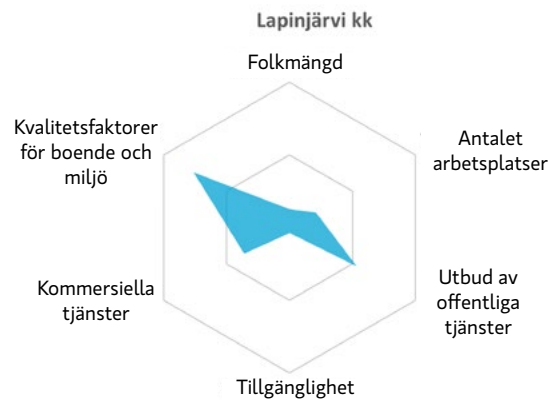 Lapinjärvi kk
Folkmängd
Kvalitetsfaktorer
för boende och
miljö
Antalet
arbetsplatser
Kommersiella
tjänster
Utbud av
offentliga
tjänster
Tillgänglighet